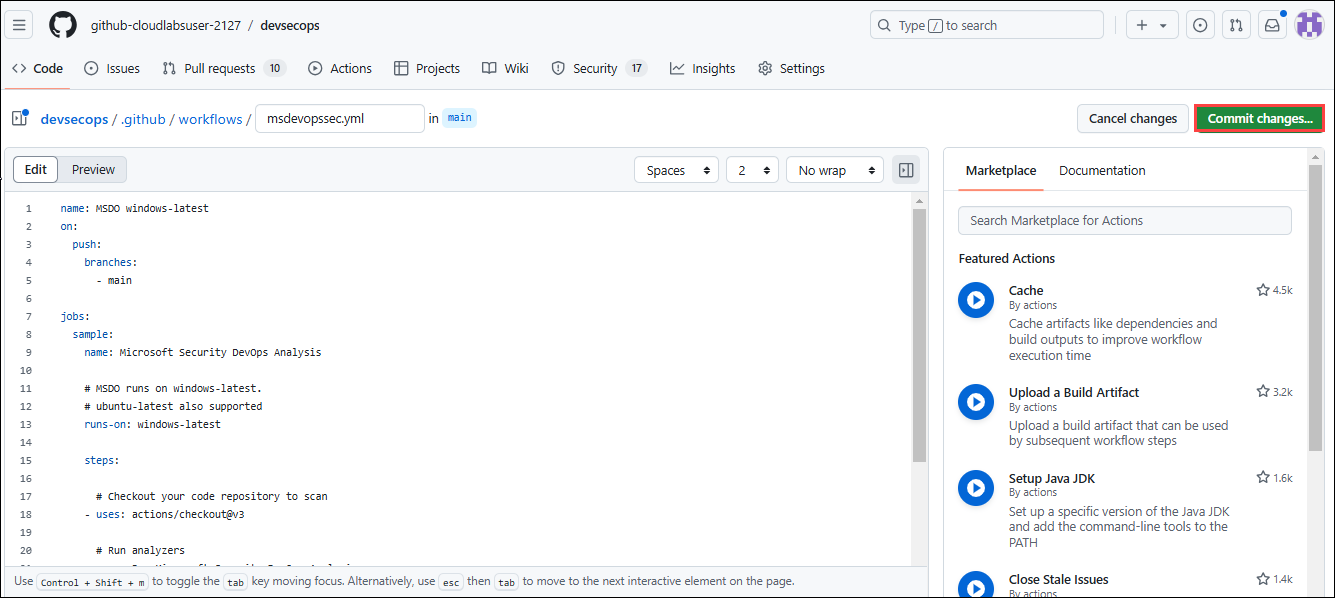 github-cloudlabsuser-2127 / devsecops
Type / to search
Code Issues Pull requests 10 Actions Projects Wiki Security 17 Insights Settings
devsecops / .github / workflows / msdevopssec.yml in main
Cancel changes Commit changes...
Edit Preview
Spaces 2 No wrap
1 name: MSDO windows-latest
2 on:
3 push:
4 branches:
5 - main
6
7 jobs:
8 sample:
9 name: Microsoft Security DevOps Analysis
10
11 # MSDO runs on windows-latest.
12 # ubuntu-latest also supported
13 runs-on: windows-latest
14
15 steps:
16
17 # Checkout your code repository to scan
18 - uses: actions/checkout@v3
19
20 # Run analyzers
Use Control + Shift + m to toggle the tab key moving focus. Alternatively, use esc then tab to move to the next interactive element on the page.
Marketplace Documentation
Search Marketplace for Actions
Featured Actions
Cache 4.5k
By actions
Cache artifacts like dependencies and
build outputs to improve workflow
execution time
Upload a Build Artifact 3.2k
By actions
Upload a build artifact that can be used
by subsequent workflow steps
Setup Java JDK 1.6k
By actions
Set up a specific version of the Java JDK
and add the command-line tools to the
PATH
Close Stale Issues 1.4k
By actions